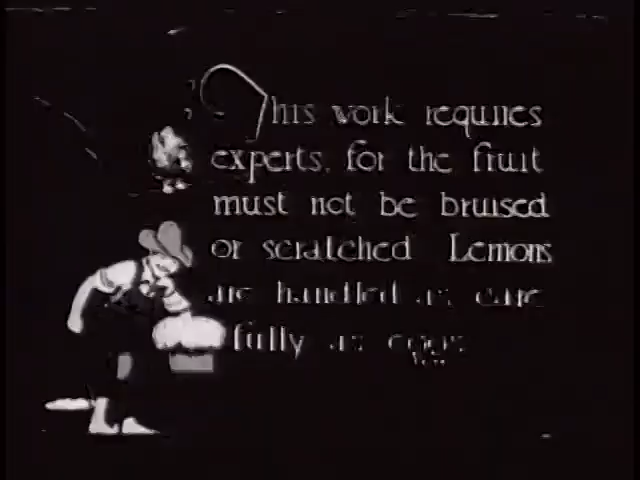 This work requires
experts, for the fruit
must not be bruised
or scratched Lemons
are handled as care
fully as eggs